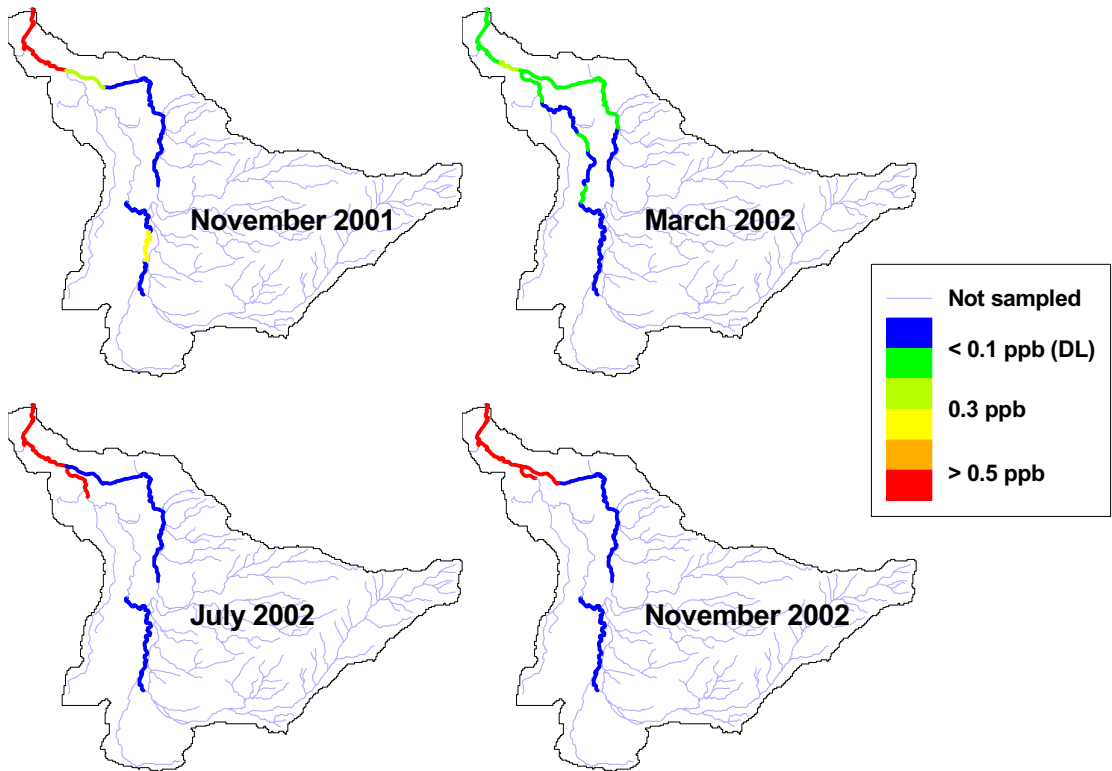 November 2001
March 2002
Not sampled
< 0.1 ppb (DL)
0.3 ppb
> 0.5 ppb
July 2002
November 2002